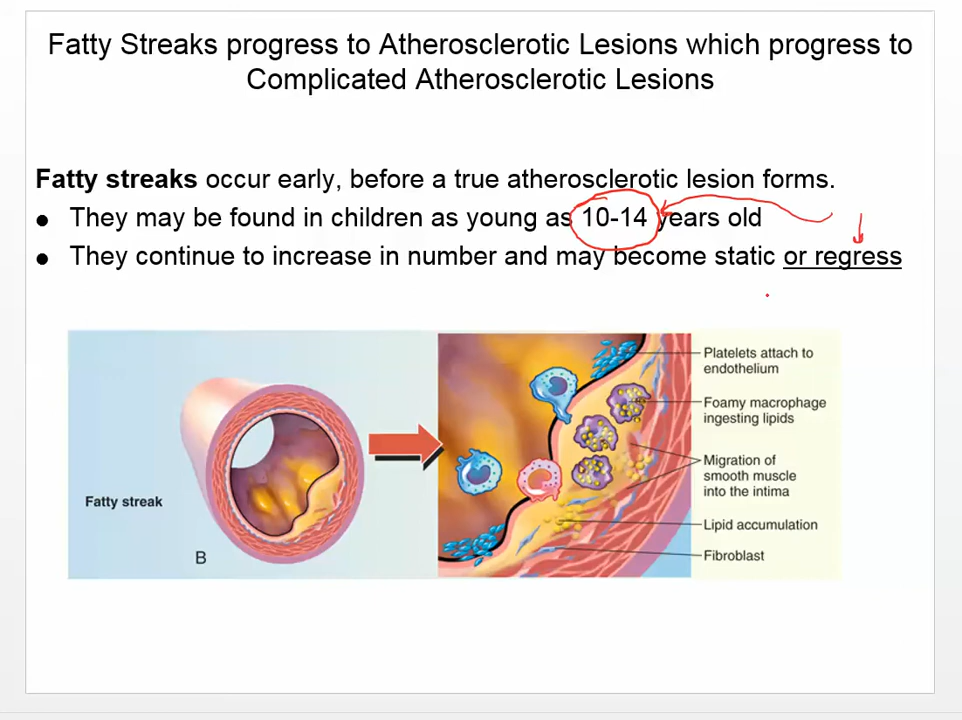 Fatty Streaks progress to Atherosclerotic Lesions which progress to
Complicated Atherosclerotic Lesions
Fatty streaks occur early, before a true atherosclerotic lesion forms.
● They may be found in children as young as 10-14 years old
● They continue to increase in number and may become static or regress
Fatty streak
B
Platelets attach to
endothelium
Foamy macrophage
ingesting lipids
Migration of
smooth muscle
into the intima
Lipid accumulation
Fibroblast